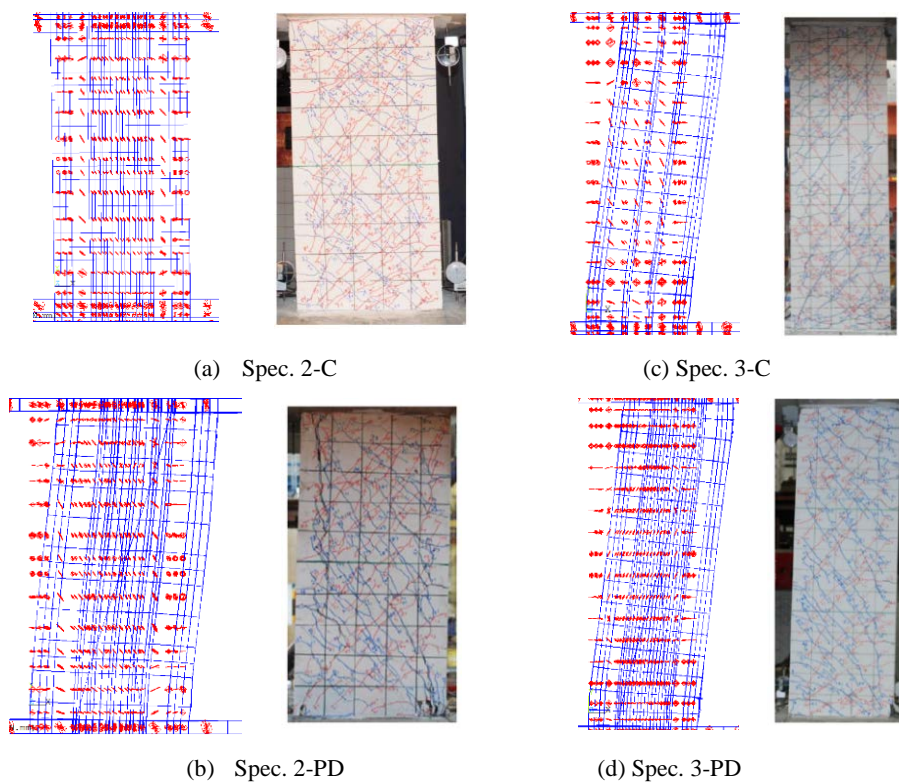 (a) Spec. 2-C
(c) Spec. 3-C
(b) Spec. 2-PD
(d) Spec. 3-PD